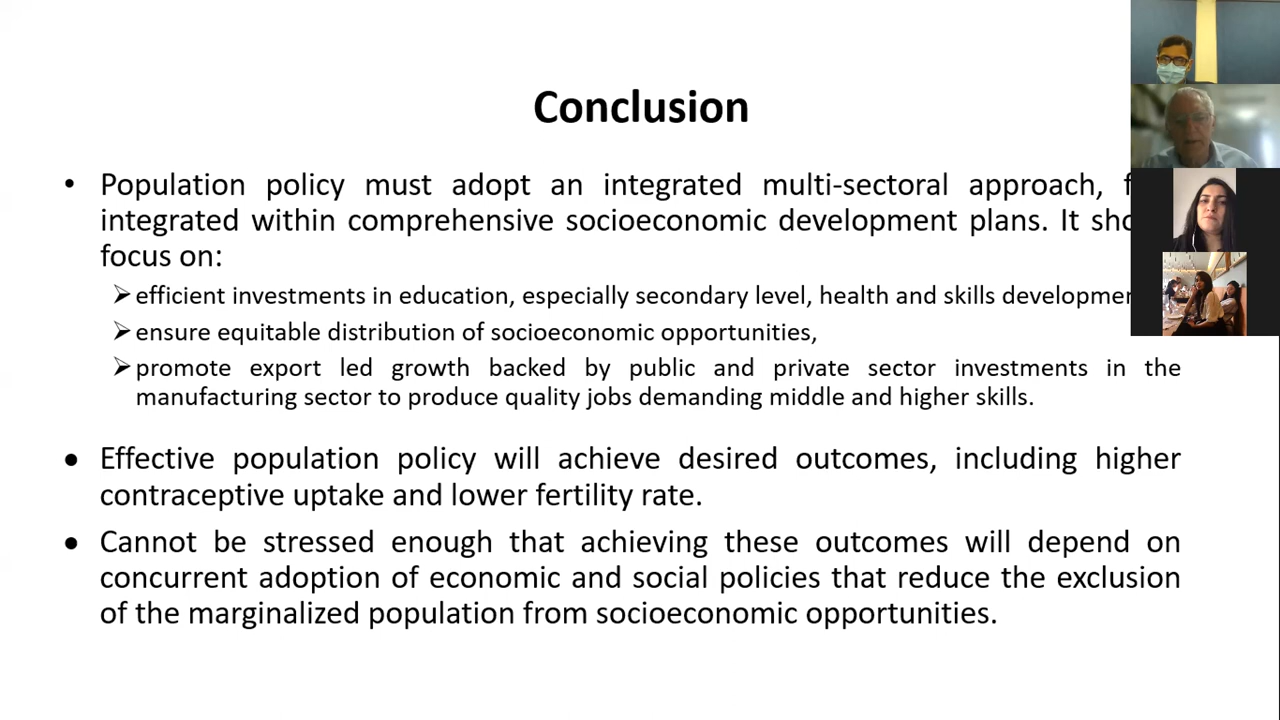 Conclusion
• Population policy must adopt an integrated multi-sectoral approach,
integrated within comprehensive socioeconomic development plans. It
focus on:
➢ efficient investments in education, especially secondary level, health and skills
➢ ensure equitable distribution of socioeconomic opportunities,
➢ promote export led growth backed by public and private sector investments in the
manufacturing sector to produce quality jobs demanding middle and higher skills.
• Effective population policy will achieve desired outcomes, including higher
contraceptive uptake and lower fertility rate.
• Cannot be stressed enough that achieving these outcomes will depend on
concurrent adoption of economic and social policies that reduce the exclusion
of the marginalized population from socioeconomic opportunities.